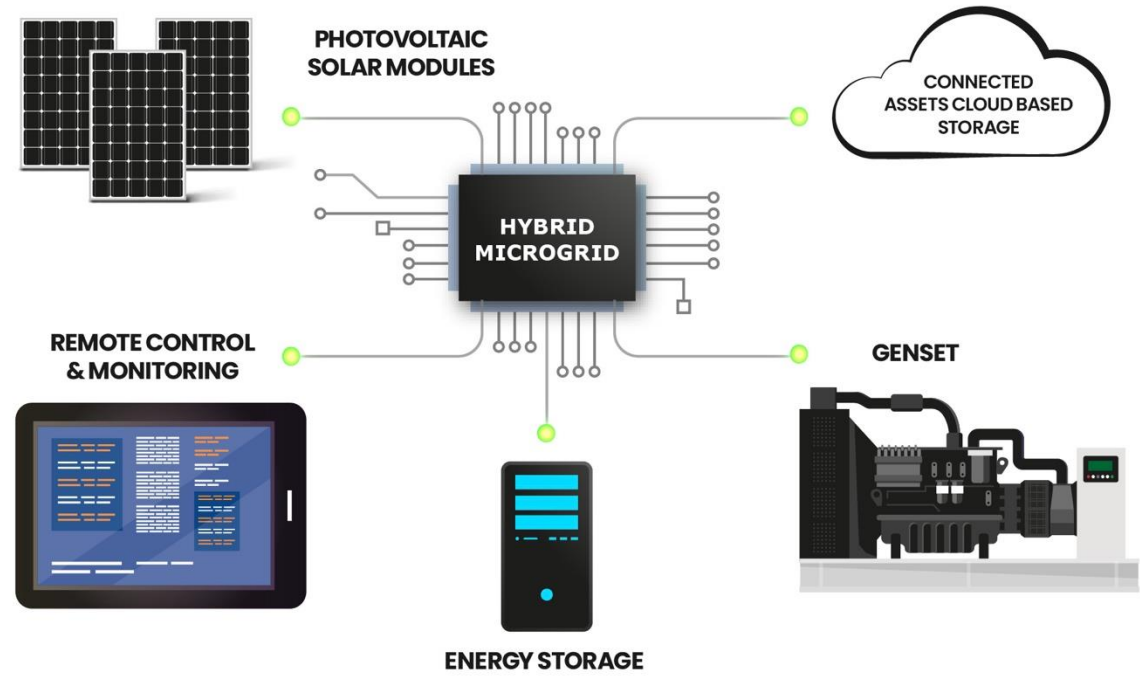 PHOTOVOLTAIC
SOLAR MODULES
CONNECTED
ASSETS CLOUD BASED
STORAGE
HYBRID
MICROGRID
REMOTE CONTROL
& MONITORING
GENSET
ENERGY STORAGE